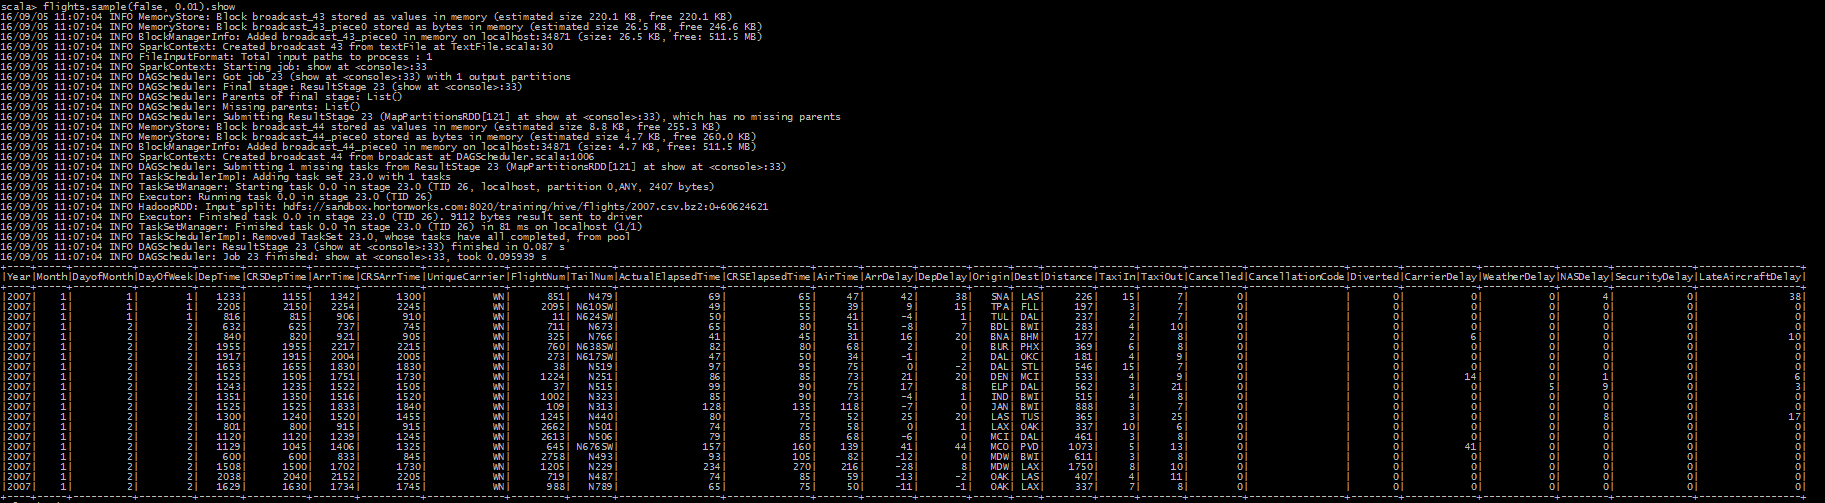 scala> flights.sample(false, 0.01).show
16/09/05 11:07:04 INFO MemoryStore: Block broadcast_43 stored as values in memory (estimated size 220.1 KB, free 220.1 KB)
16/09/05 11:07:04 INFO MemoryStore: Block broadcast_43_piece0 stored as bytes in memory (estimated size 26.5 KB, free 246.6 KB)
16/09/05 11:07:04 INFO BlockManagerInfo: Added broadcast_43_piece0 in memory on localhost:34871 (size: 26.5 KB, free: 511.5 MB)
16/09/05 11:07:04 INFO SparkContext: Created broadcast 43 from textFile at TextFile.scala:30
16/09/05 11:07:04 INFO FileInputFormat: Total input paths to process : 1
16/09/05 11:07:04 INFO SparkContext: Starting job: show at <console>:33
16/09/05 11:07:04 INFO DAGScheduler: Got job 23 (show at <console>:33) with 1 output partitions
16/09/05 11:07:04 INFO DAGScheduler: Final stage: ResultStage 23 (show at <console>:33)
16/09/05 11:07:04 INFO DAGScheduler: Parents of final stage: List()
16/09/05 11:07:04 INFO DAGScheduler: Missing parents: List()
16/09/05 11:07:04 INFO DAGScheduler: Submitting ResultStage 23 (MapPartitionsRDD[121] at show at <console>:33), which has no missing parents
16/09/05 11:07:04 INFO MemoryStore: Block broadcast_44 stored as values in memory (estimated size 8.8 KB, free 255.3 KB)
16/09/05 11:07:04 INFO MemoryStore: Block broadcast_44_piece0 stored as bytes in memory (estimated size 4.7 KB, free 260.0 KB)
16/09/05 11:07:04 INFO BlockManagerInfo: Added broadcast_44_piece0 in memory on localhost:34871 (size: 4.7 KB, free: 511.5 MB)
16/09/05 11:07:04 INFO SparkContext: Created broadcast 44 from broadcast at DAGScheduler.scala:1006
16/09/05 11:07:04 INFO DAGScheduler: Submitting 1 missing tasks from ResultStage 23 (MapPartitionsRDD[121] at show at <console>:33)
16/09/05 11:07:04 INFO TaskSchedulerImpl: Adding task set 23.0 with 1 tasks
16/09/05 11:07:04 INFO TaskSetManager: Starting task 0.0 in stage 23.0 (TID 26, localhost, partition 0,ANY, 2407 bytes)
16/09/05 11:07:04 INFO Executor: Running task 0.0 in stage 23.0 (TID 26)
16/09/05 11:07:04 INFO HadoopRDD: Input split: hdfs://sandbox.hortonworks.com:8020/training/hive/flights/2007.csv.bz2:0+60624621
16/09/05 11:07:04 INFO Executor: Finished task 0.0 in stage 23.0 (TID 26). 9112 bytes result sent to driver
16/09/05 11:07:04 INFO TaskSetManager: Finished task 0.0 in stage 23.0 (TID 26) in 81 ms on localhost (1/1)
16/09/05 11:07:04 INFO TaskSchedulerImpl: Removed TaskSet 23.0, whose tasks have all completed, from pool
16/09/05 11:07:04 INFO DAGScheduler: ResultStage 23 (show at <console>:33) finished in 0.087 s
16/09/05 11:07:04 INFO DAGScheduler: Job 23 finished: show at <console>:33, took 0.095939 s
|Year|Month|DayofMonth|DayOfWeek|DepTime|CRSDepTime|ArrTime|CRSArrTime|UniqueCarrier|FlightNum|TailNum|ActualElapsedTime|CRSElapsedTime|AirTime|ArrDelay|DepDelay|Origin|Dest|Distance|TaxiIn|TaxiOut|Cancelled|CancellationCode|Diverted|CarrierDelay|WeatherDelay|NASDelay|SecurityDelay|LateAircraftDelay|
|2007| 1| 1| 1| 1233| 1155| 1342| 1300| WN| 851| N479| 69| 65| 47| 42| 38| SNA| LAS| 226| 15| 7| 0| | 0| 0| 0| 4| 0| 38|
|2007| 1| 1| 1| 2205| 2150| 2254| 2245| WN| 2095| N610SW| 49| 55| 39| 9| 15| TPA| FLL| 197| 3| 7| 0| | 0| 0| 0| 0| 0| 0|
|2007| 1| 1| 1| 816| 815| 906| 910| WN| 11| N624SW| 50| 55| 41| -4| 1| TUL| DAL| 237| 2| 7| 0| | 0| 0| 0| 0| 0| 0|
|2007| 1| 2| 2| 632| 625| 737| 745| WN| 711| N673| 65| 80| 51| -8| 7| BDL| BWI| 283| 4| 10| 0| | 0| 0| 0| 0| 0| 0|
|2007| 1| 2| 2| 840| 820| 921| 905| WN| 325| N766| 41| 45| 31| 16| 20| BNA| BHM| 177| 2| 8| 0| | 0| 6| 0| 0| 0| 10|
|2007| 1| 2| 2| 1955| 1955| 2217| 2215| WN| 760| N638SW| 82| 80| 68| 2| 0| BUR| PHX| 369| 6| 8| 0| | 0| 0| 0| 0| 0| 0|
|2007| 1| 2| 2| 1917| 1915| 2004| 2005| WN| 273| N617SW| 47| 50| 34| -1| 2| DAL| OKC| 181| 4| 9| 0| | 0| 0| 0| 0| 0| 0|
|2007| 1| 2| 2| 1653| 1655| 1830| 1830| WN| 38| N519| 97| 95| 75| 0| -2| DAL| STL| 546| 15| 7| 0| | 0| 0| 0| 0| 0| 0|
|2007| 1| 2| 2| 1525| 1505| 1751| 1730| WN| 1224| N251| 86| 85| 73| 21| 20| DEN| MCI| 533| 4| 9| 0| | 0| 14| 0| 1| 0| 6|
|2007| 1| 2| 2| 1243| 1235| 1522| 1505| WN| 37| N515| 99| 90| 75| 17| 8| ELP| DAL| 562| 3| 21| 0| | 0| 0| 5| 9| 0| 3|
|2007| 1| 2| 2| 1351| 1350| 1516| 1520| WN| 1002| N323| 85| 90| 73| -4| 1| IND| BWI| 515| 4| 8| 0| | 0| 0| 0| 0| 0| 0|
|2007| 1| 2| 2| 1525| 1525| 1833| 1840| WN| 109| N313| 128| 135| 118| -7| 0| JAN| BWI| 888| 3| 7| 0| | 0| 0| 0| 0| 0| 0|
|2007| 1| 2| 2| 1300| 1240| 1520| 1455| WN| 1245| N440| 80| 75| 52| 25| 20| LAS| TUS| 365| 3| 25| 0| | 0| 0| 0| 8| 0| 17|
|2007| 1| 2| 2| 801| 800| 915| 915| WN| 2662| N501| 74| 75| 58| 0| 1| LAX| OAK| 337| 10| 6| 0| | 0| 0| 0| 0| 0| 0|
|2007| 1| 2| 2| 1120| 1120| 1239| 1245| WN| 2613| N506| 79| 85| 68| -6| 0| MCI| DAL| 461| 3| 8| 0| | 0| 0| 0| 0| 0| 0|
|2007| 1| 2| 2| 1129| 1045| 1406| 1325| WN| 645| N676SW| 157| 160| 139| 41| 44| MCO| PVD| 1073| 5| 13| 0| | 0| 41| 0| 0| 0| 0|
|2007| 1| 2| 2| 600| 600| 833| 845| WN| 2758| N493| 93| 105| 82| -12| 0| MDW| BWI| 611| 3| 8| 0| | 0| 0| 0| 0| 0| 0|
|2007| 1| 2| 2| 1508| 1500| 1702| 1730| WN| 1205| N229| 234| 270| 216| -28| 8| MDW| LAX| 1750| 8| 10| 0| | 0| 0| 0| 0| 0| 0|
|2007| 1| 2| 2| 2038| 2040| 2152| 2205| WN| 719| N487| 74| 85| 59| -13| -2| OAK| LAS| 407| 4| 11| 0| | 0| 0| 0| 0| 0| 0|
|2007| 1| 2| 2| 1629| 1630| 1734| 1745| WN| 988| N789| 65| 75| 50| -11| -1| OAK| LAX| 337| 7| 8| 0| | 0| 0| 0| 0| 0| 0|